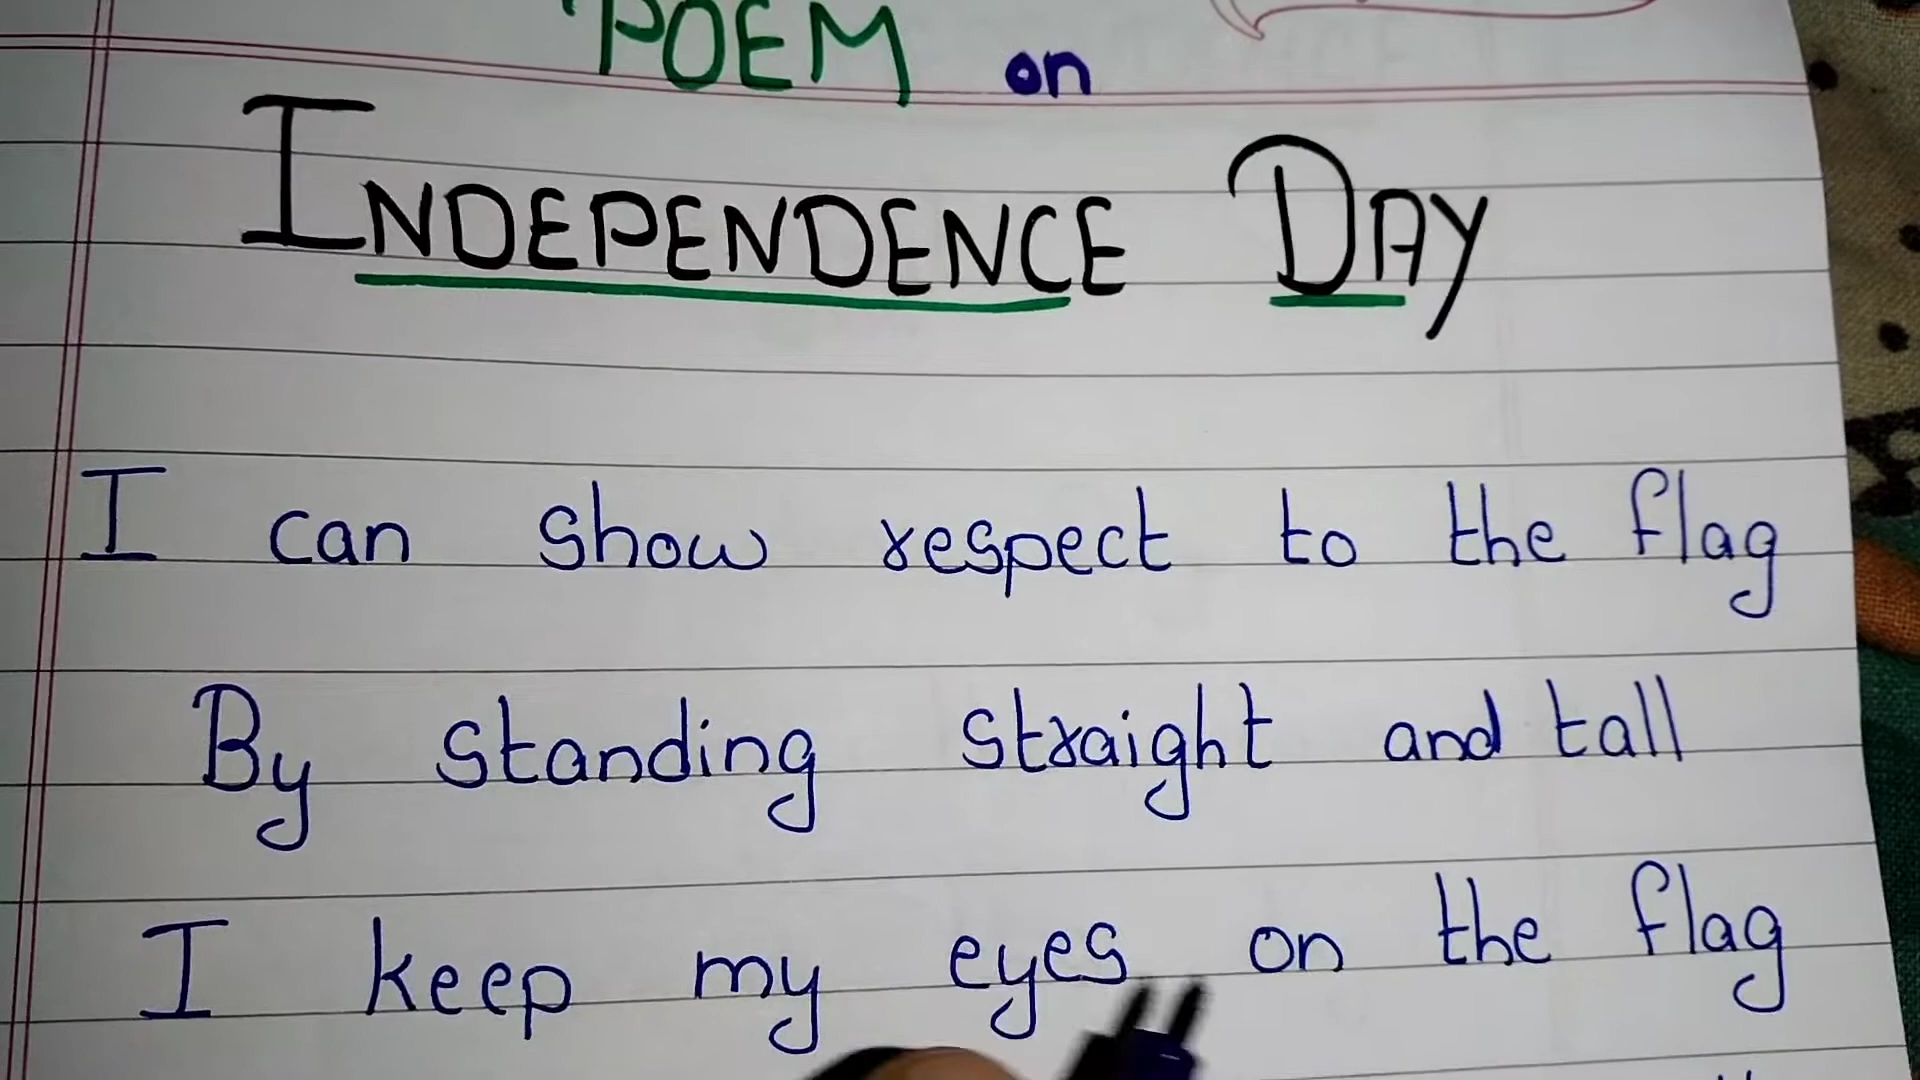 POEM on
INDEPENDENCE DAY
I can show respect to the flag
By standing straight and tall
I keep my eyes on the flag